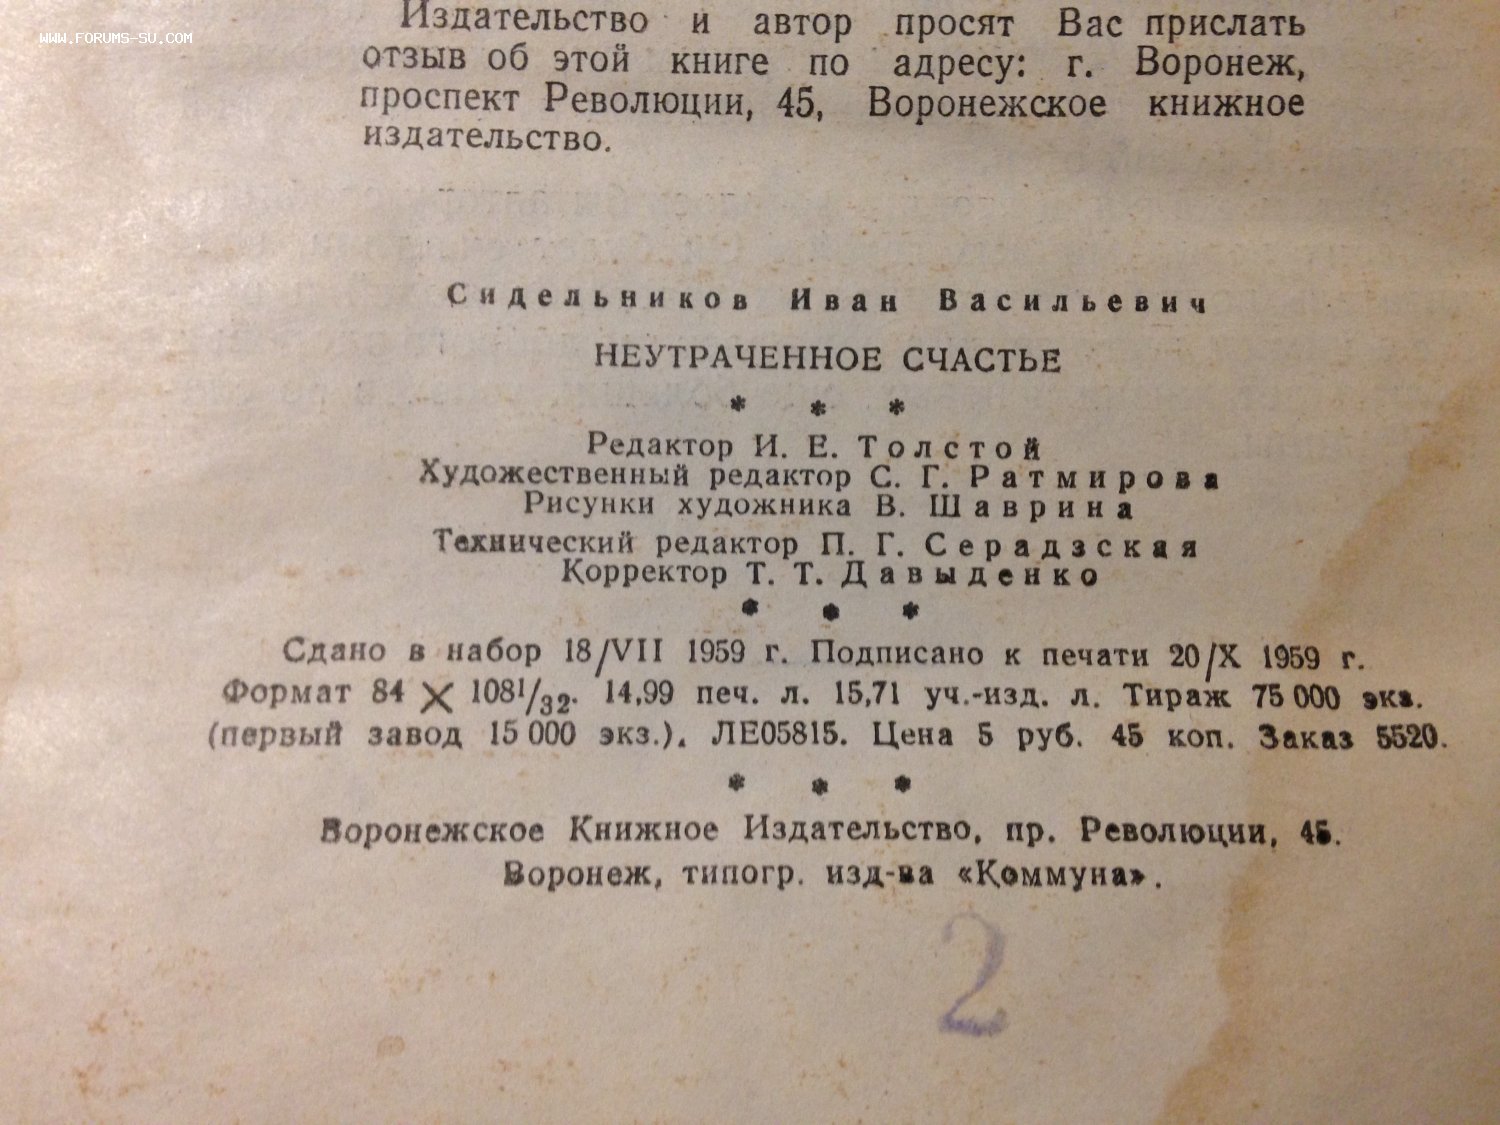 WWW.FORUMS-SU.COM
Издательство и автор просят Вас прислать
отзыв об этой книге по адресу: г. Воронеж,
проспект Революции, 45, Воронежское книжное
издательство.
Сидельников Иван Васильевич
НЕУТРАЧЕННОЕ СЧАСТЬЕ
* * *
Редактор И. Е. Толстой
Художественный редактор С. Г. Ратмирова
Рисунки художника В. Шаврина
Технический редактор П. Г. Серадзская
Корректор Т. Т. Давыденко
* * *
Сдано в набор 18/VII 1959 г. Подписано к печати 20/X 1959 г.
Формат 84 × 108¹/₃₂. 14,99 печ. л. 15,71 уч.-изд. л. Тираж 75 000 экз.
(первый завод 15 000 экз.). ЛЕ05815. Цена 5 руб. 45 коп. Заказ 5520.
* * *
Воронежское Книжное Издательство, пр. Революции, 45.
Воронеж, типогр. изд-ва «Коммуна».
2